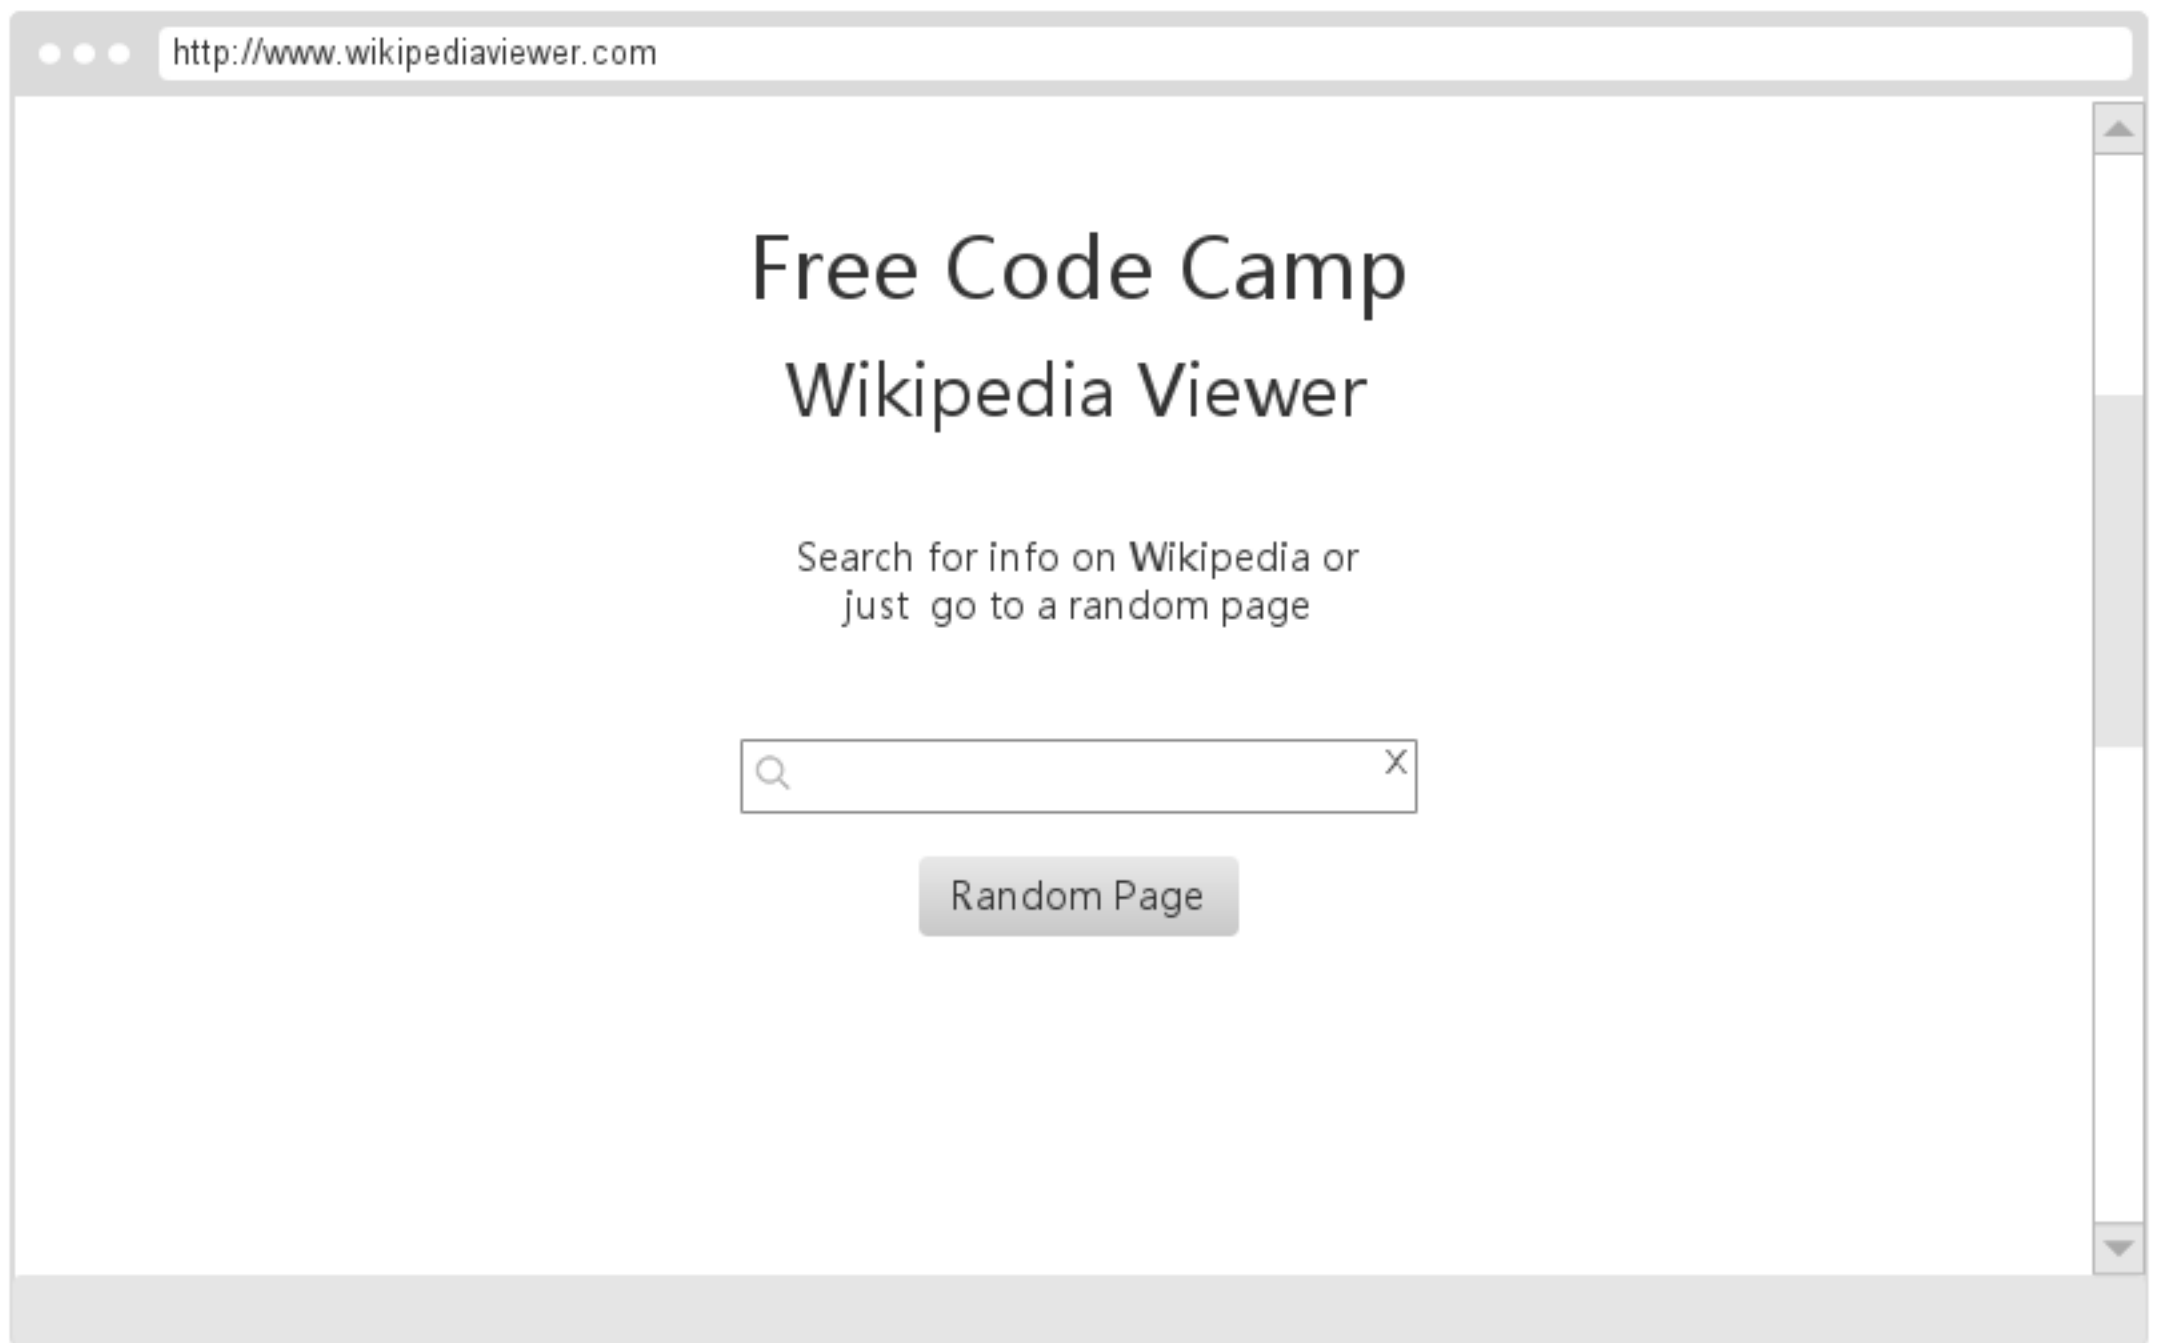 http://www.wikipediaviewer.com
Free Code Camp
Wikipedia Viewer
Search for info on Wikipedia or
just go to a random page
X
Random Page